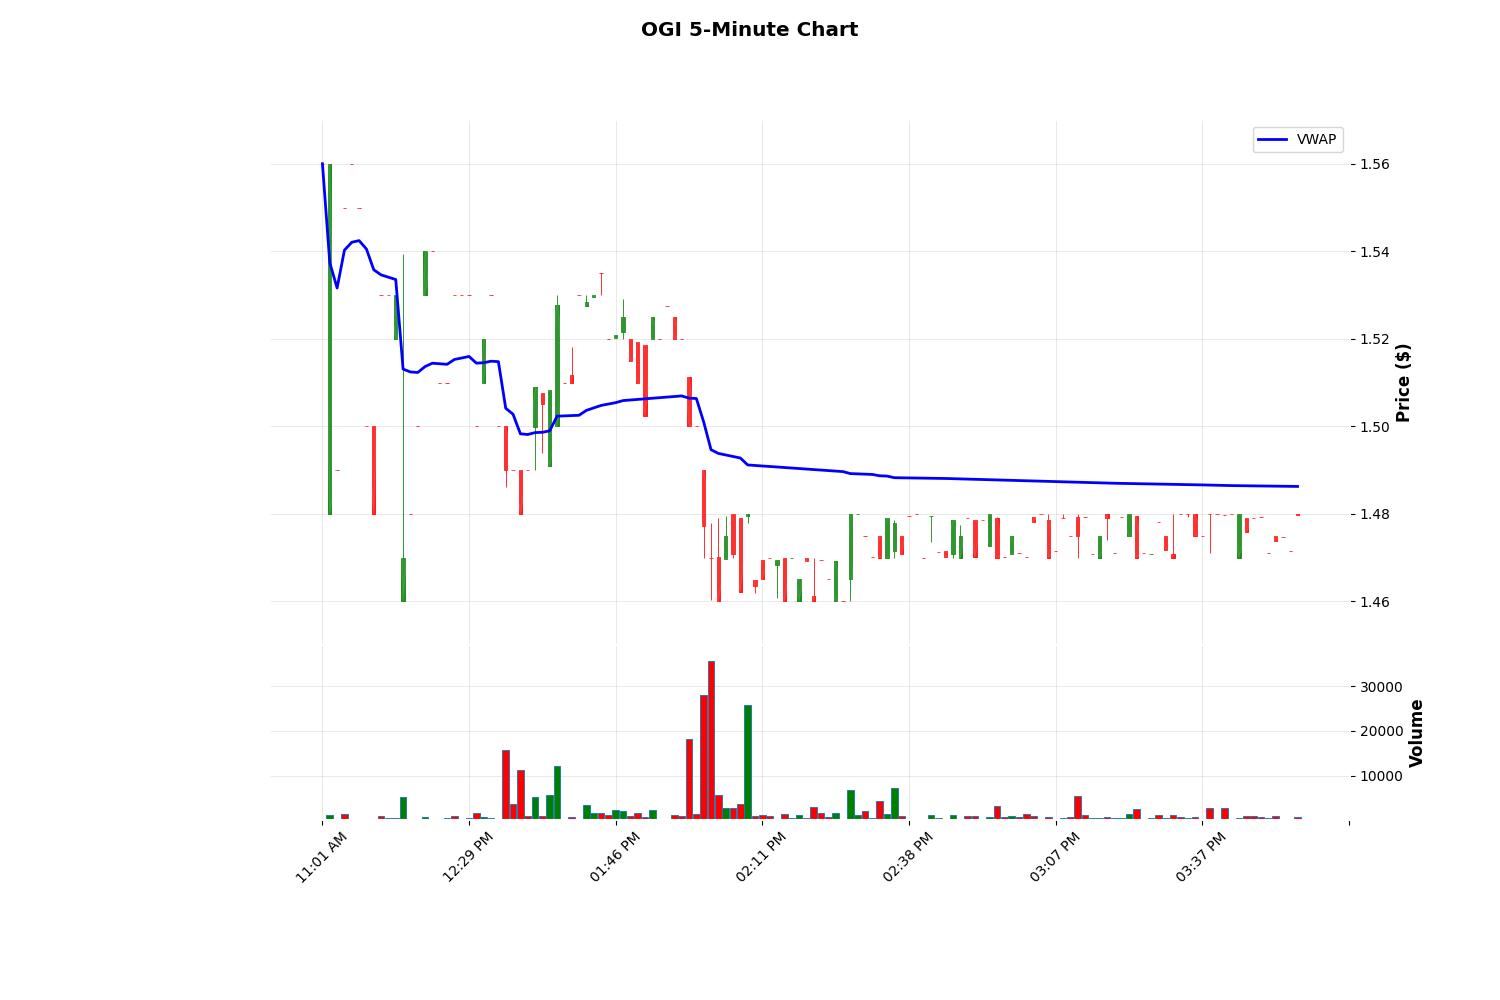 OGI 5-Minute Chart
VWAP
1.56
1.54
1.52
1.50
1.48
1.46
Price ($)
30000
20000
10000
Volume
11:01 AM
12:29 PM
01:46 PM
02:11 PM
02:38 PM
03:07 PM
03:37 PM